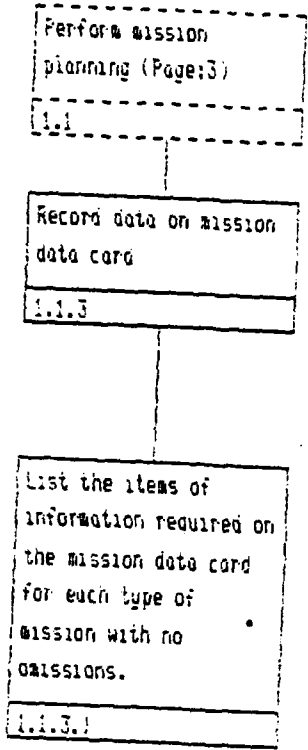 Perform mission
planning (Page:3)
1.1
Record data on mission
data card
1.1.3
List the items of
information required on
the mission data card
for each type of
mission with no
omissions.
1.1.3.1